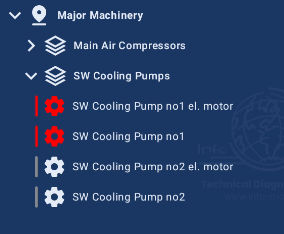 Major Machinery
Main Air Compressors
SW Cooling Pumps
SW Cooling Pump no1 el. motor
SW Cooling Pump no1
SW Cooling Pump no2 el. motor
SW Cooling Pump no2